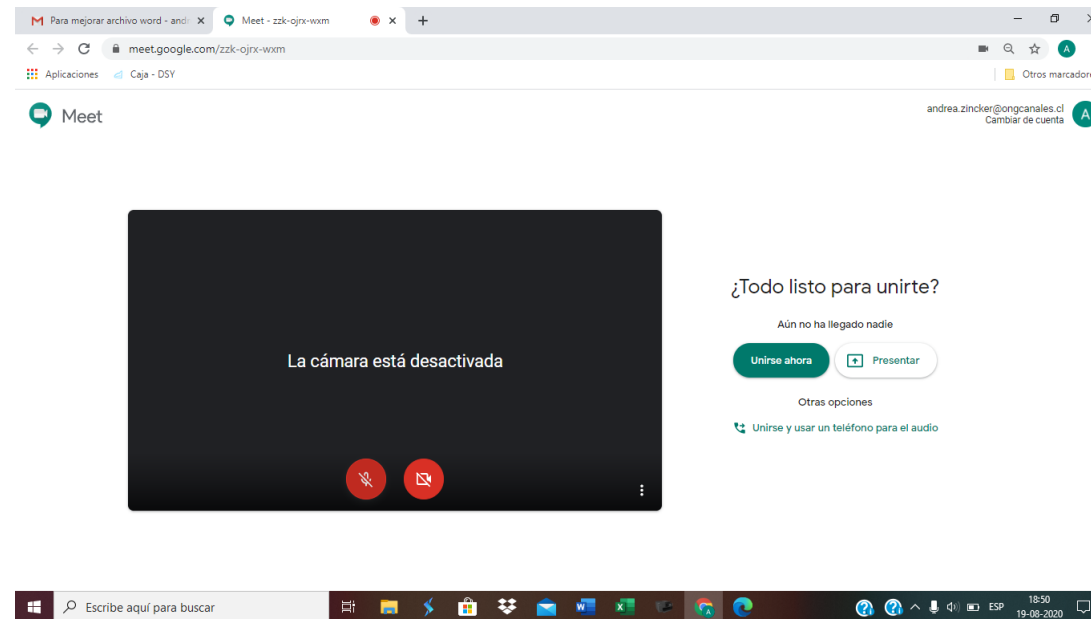 Para mejorar archivo word - andr
Meet - zzk-ojrx-wxm
meet.google.com/zzk-ojrx-wxm
A
Aplicaciones
Caja - DSY
Otros marcadore
Meet
andrea.zincker@ongcanales.cl
Cambiar de cuenta
A
La cámara está desactivada
¿Todo listo para unirte?
Aún no ha llegado nadie
Unirse ahora
Presentar
Otras opciones
Unirse y usar un teléfono para el audio
Escribe aquí para buscar
ESP
18:50
19-08-2020